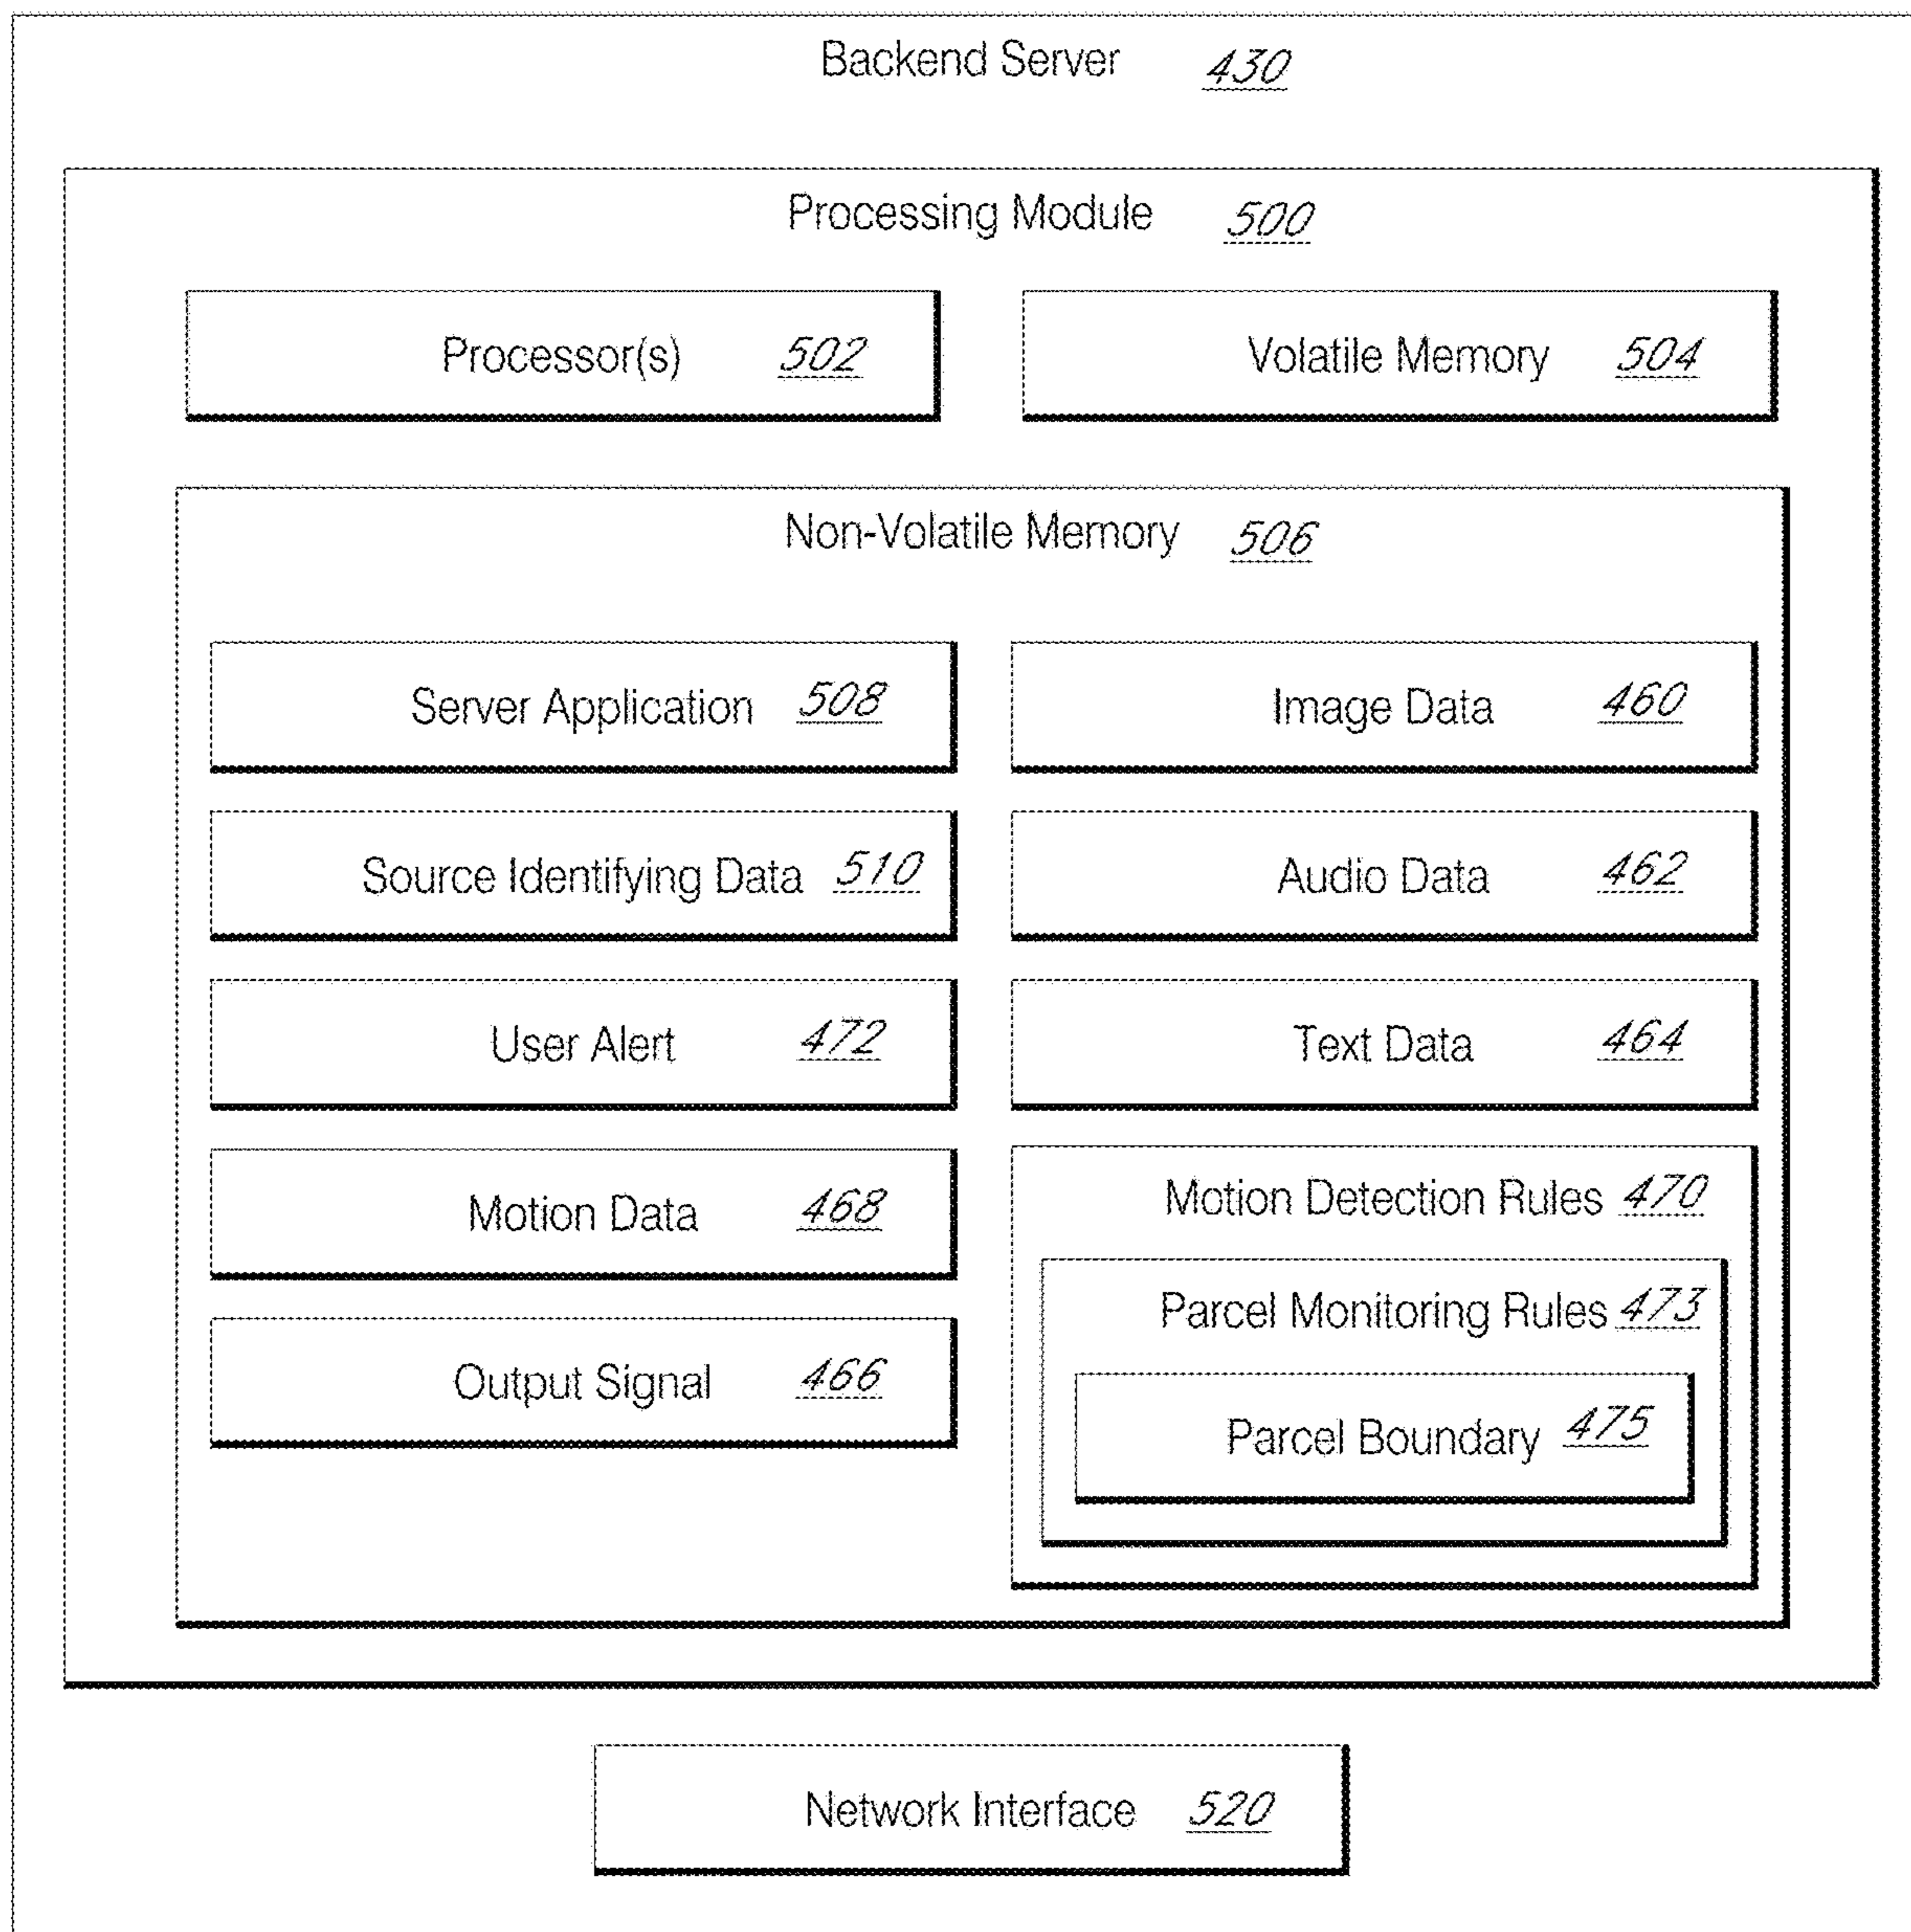 Backend Server 430
Processing Module 500
Processor(s) 502
Volatile Memory 504
Non-Volatile Memory 506
Server Application 508
Image Data 460
Source Identifying Data 510
Audio Data 462
User Alert 472
Text Data 464
Motion Data 468
Motion Detection Rules 470
Parcel Monitoring Rules 473
Output Signal 466
Parcel Boundary 475
Network Interface 520